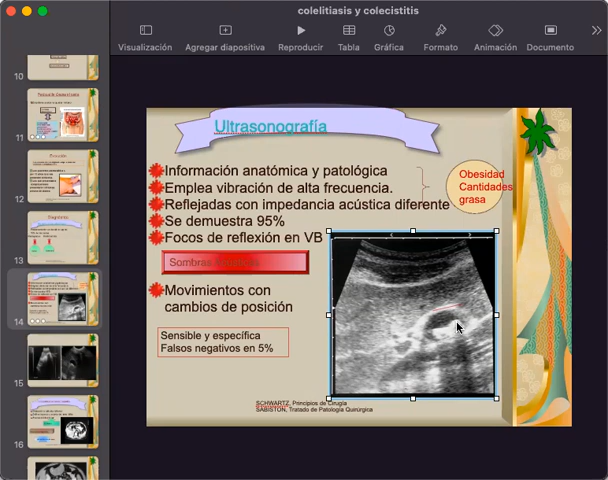 colelitiasis y colecistitis
Visualización
Agregar diapositiva
Reproducir
Tabla
Gráfica
Formato
Animación
Documento
10
11
12
13
14
15
16
Ultrasonografía
Información anatómica y patológica
Emplea vibración de alta frecuencia.
Reflejadas con impedancia acústica diferente
Se demuestra 95%
Focos de reflexión en VB
Obesidad
Cantidades
grasa
Movimientos con
cambios de posición
Sensible y específica
Falsos negativos en 5%
SCHWARTZ, Principios de Cirugía
SABISTON, Tratado de Patología Quirúrgica